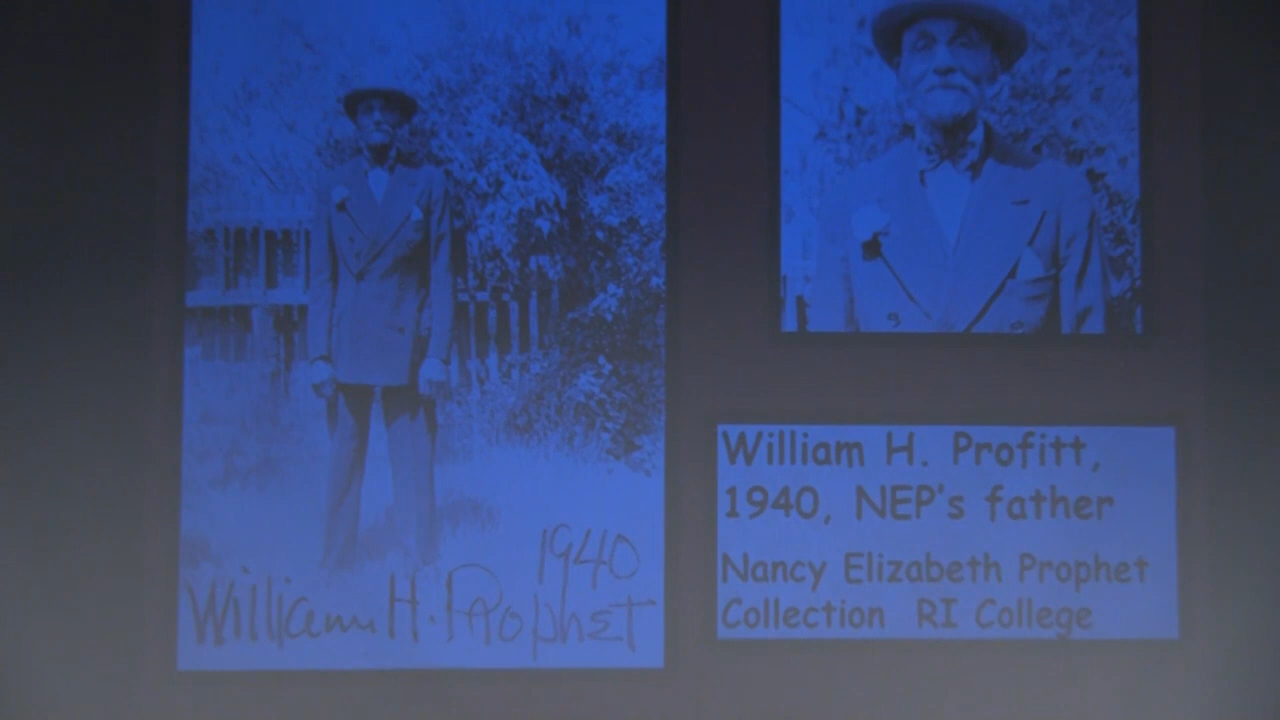 1940
William H. Prophet
William H. Profitt,
1940, NEP's father
Nancy Elizabeth Prophet
Collection RI College